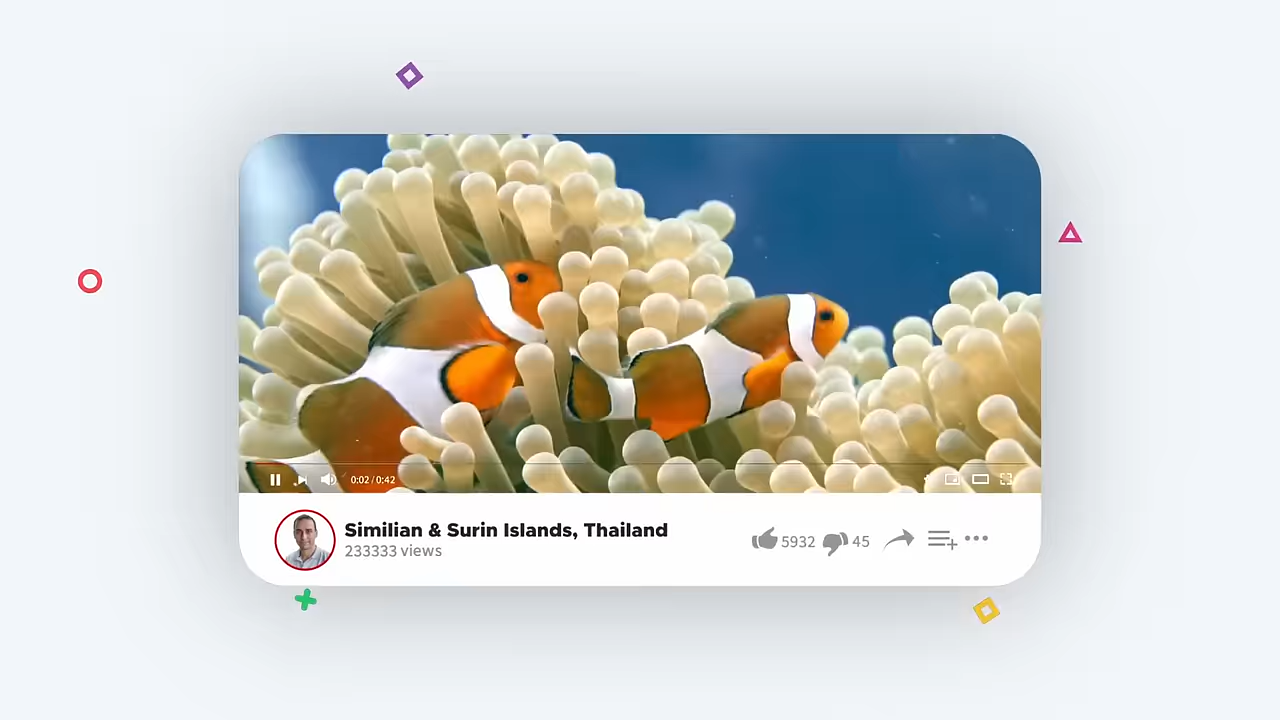 0:02 / 0:42
Similian & Surin Islands, Thailand
233333 views
5932
45